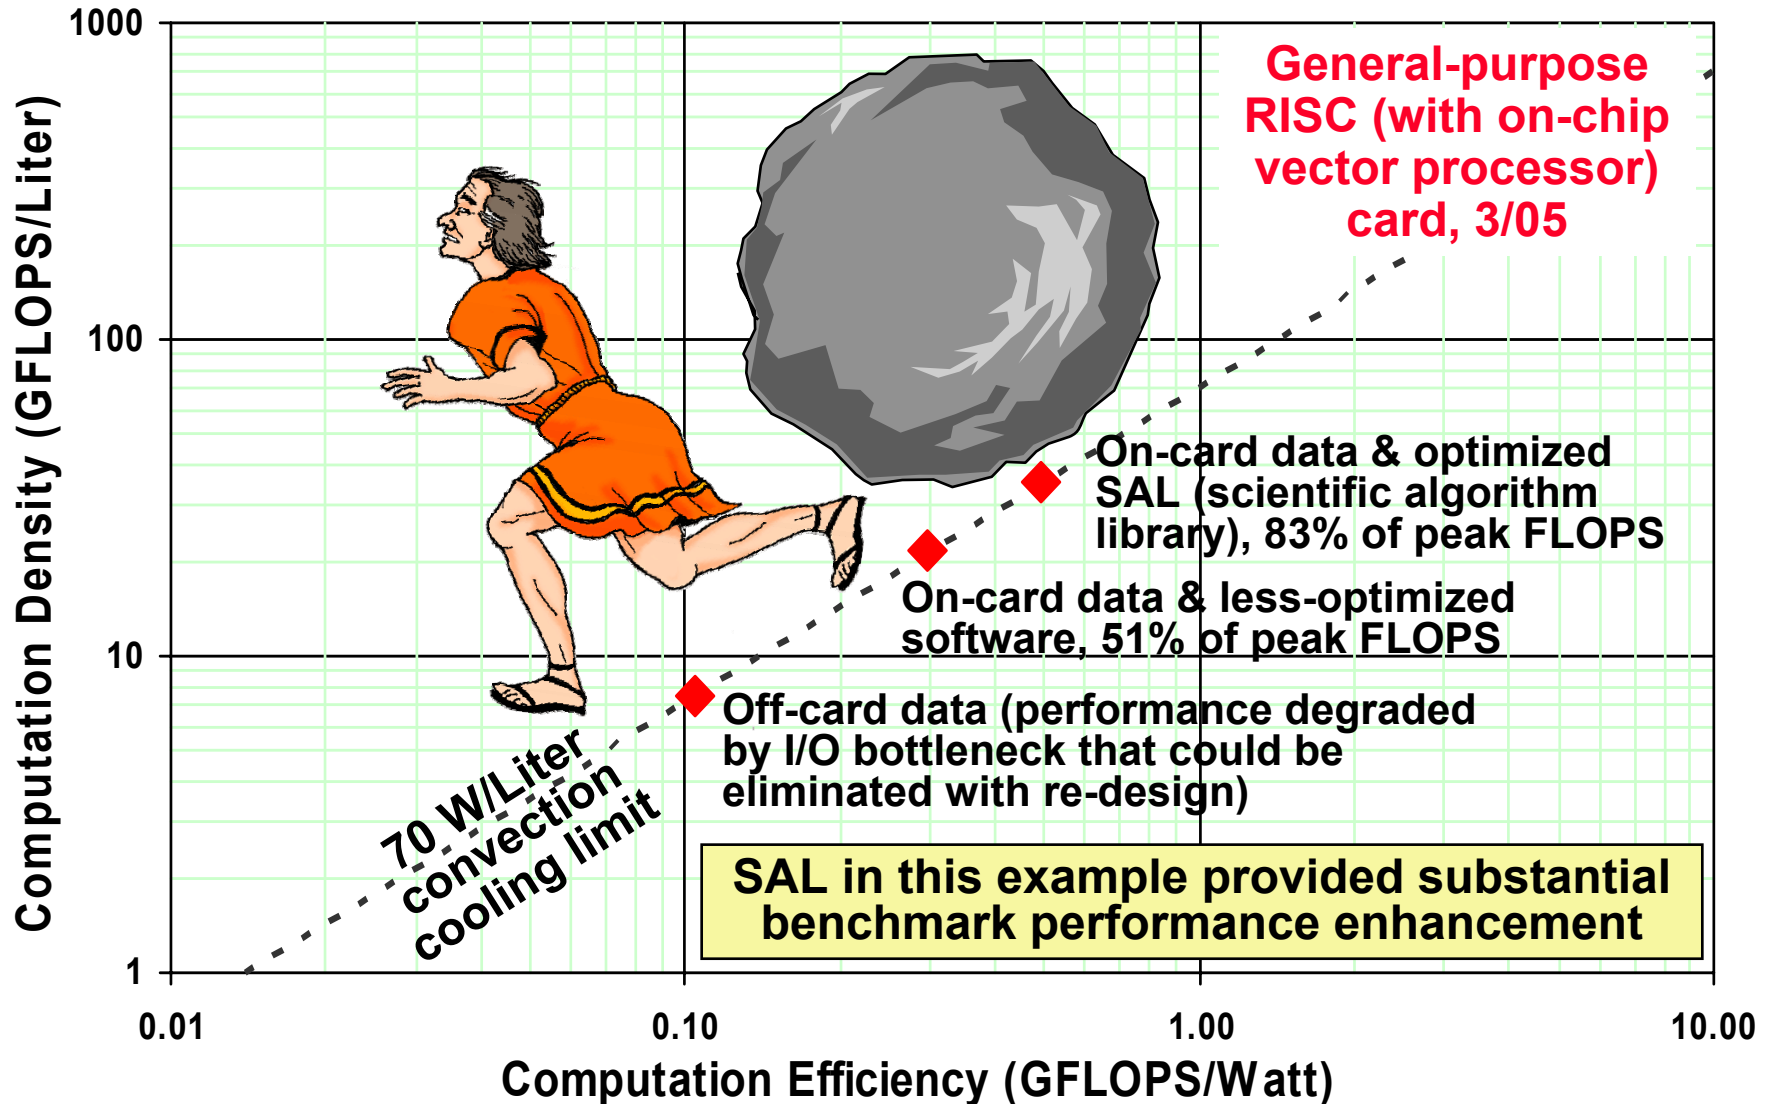 1000
100
10
1
Computation Density (GFLOPS/Liter)
General-purpose
RISC (with on-chip
vector processor)
card, 3/05
On-card data & optimized
SAL (scientific algorithm
library), 83% of peak FLOPS
On-card data & less-optimized
software, 51% of peak FLOPS
Off-card data (performance degraded
by I/O bottleneck that could be
eliminated with re-design)
70 W/Liter
convection
cooling limit
SAL in this example provided substantial
benchmark performance enhancement
0.01
0.10
1.00
10.00
Computation Efficiency (GFLOPS/Watt)